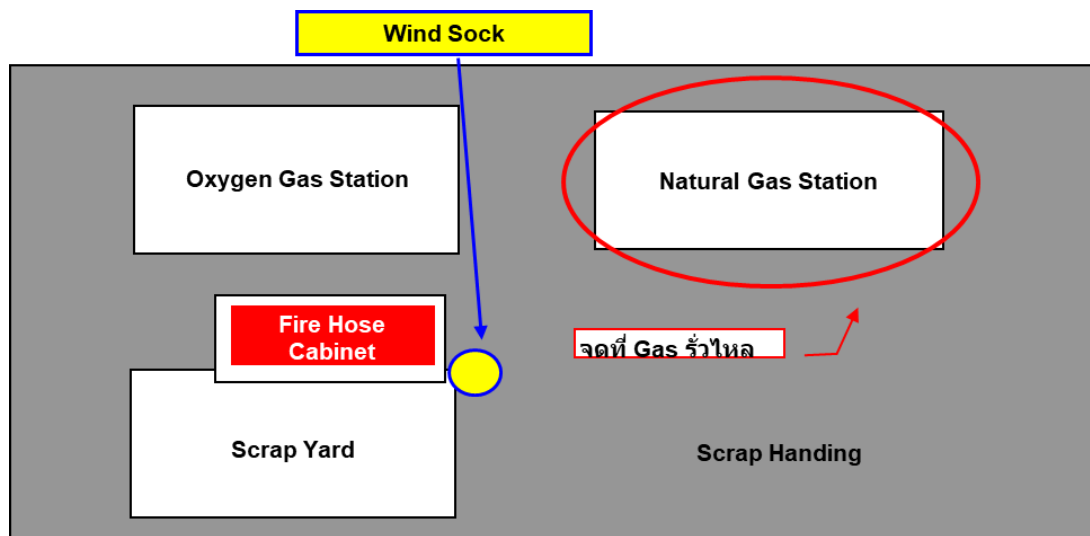 Wind Sock
Oxygen Gas Station
Natural Gas Station
Fire Hose
Cabinet
จุดที่ Gas รั่วไหล
Scrap Yard
Scrap Handing